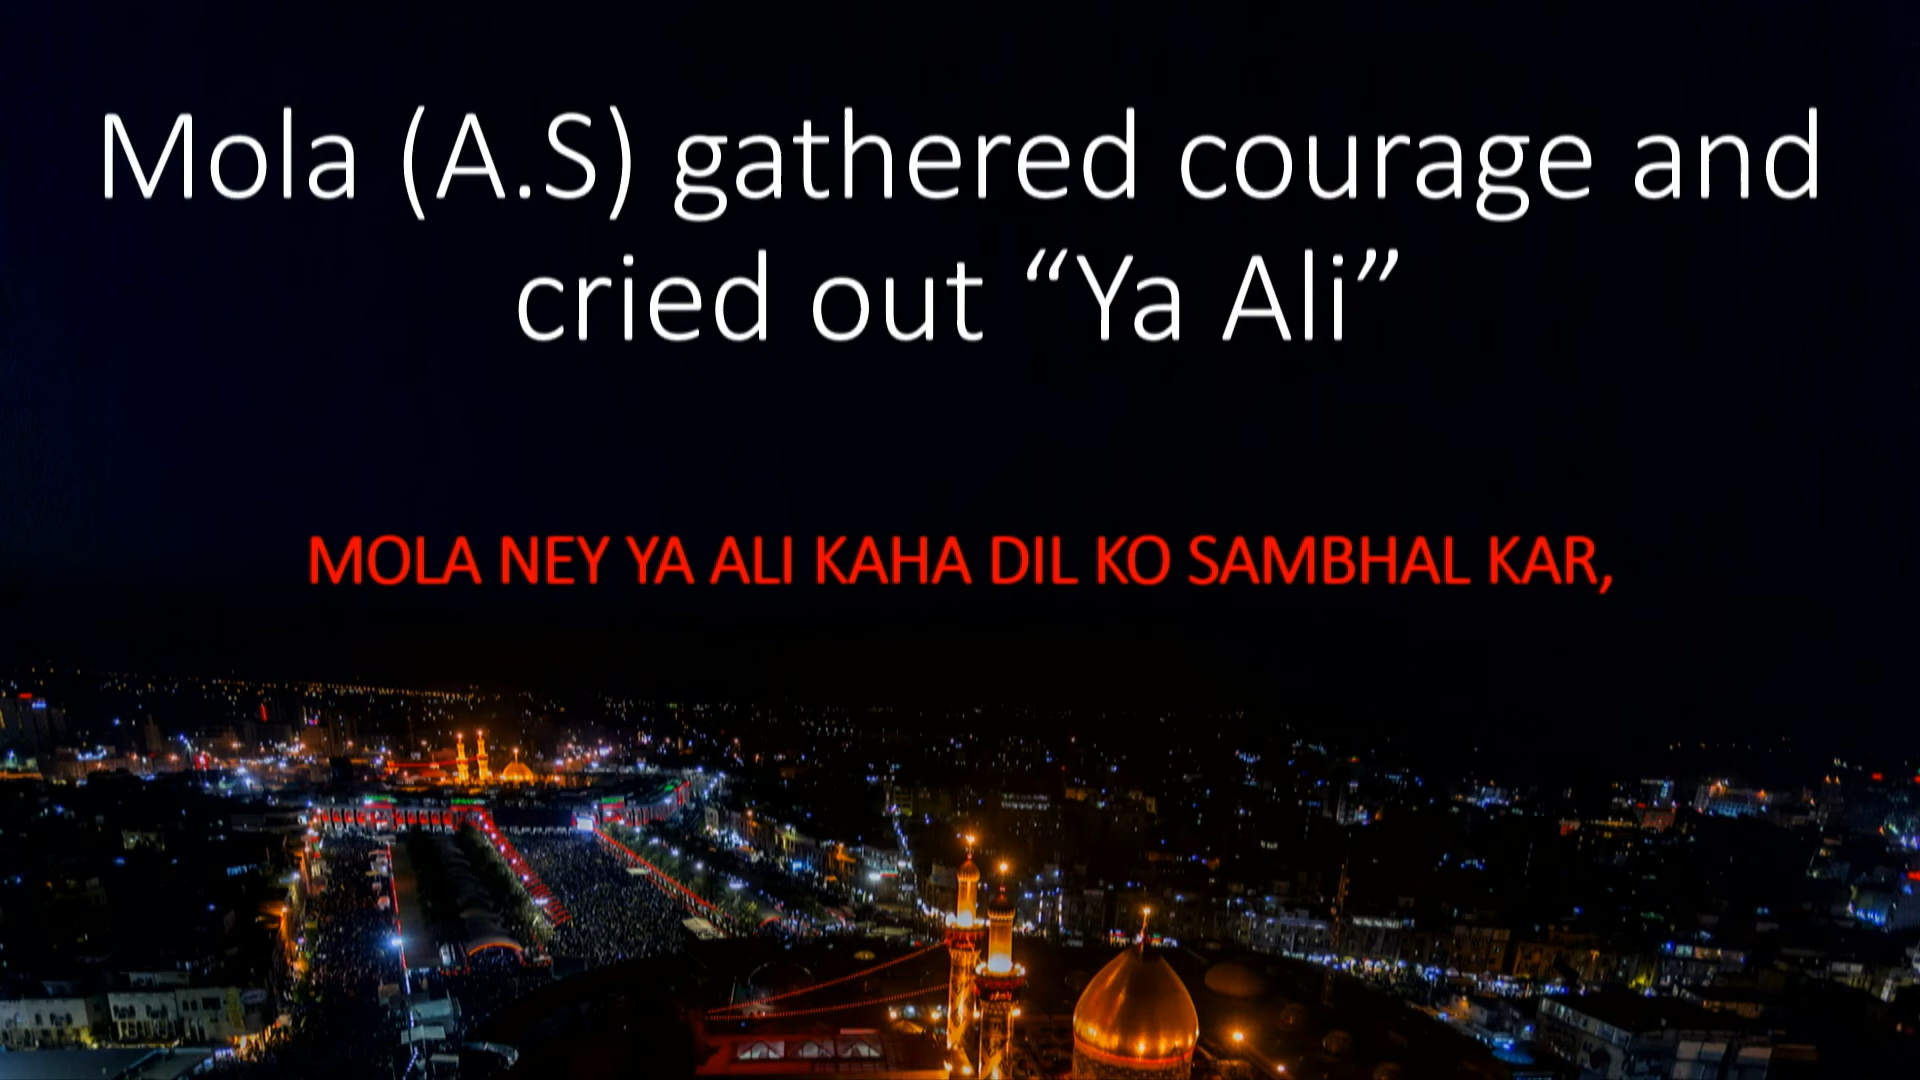 Mola (A.S) gathered courage and
cried out “Ya Ali”
MOLA NEY YA ALI KAHA DIL KO SAMBHAL KAR,